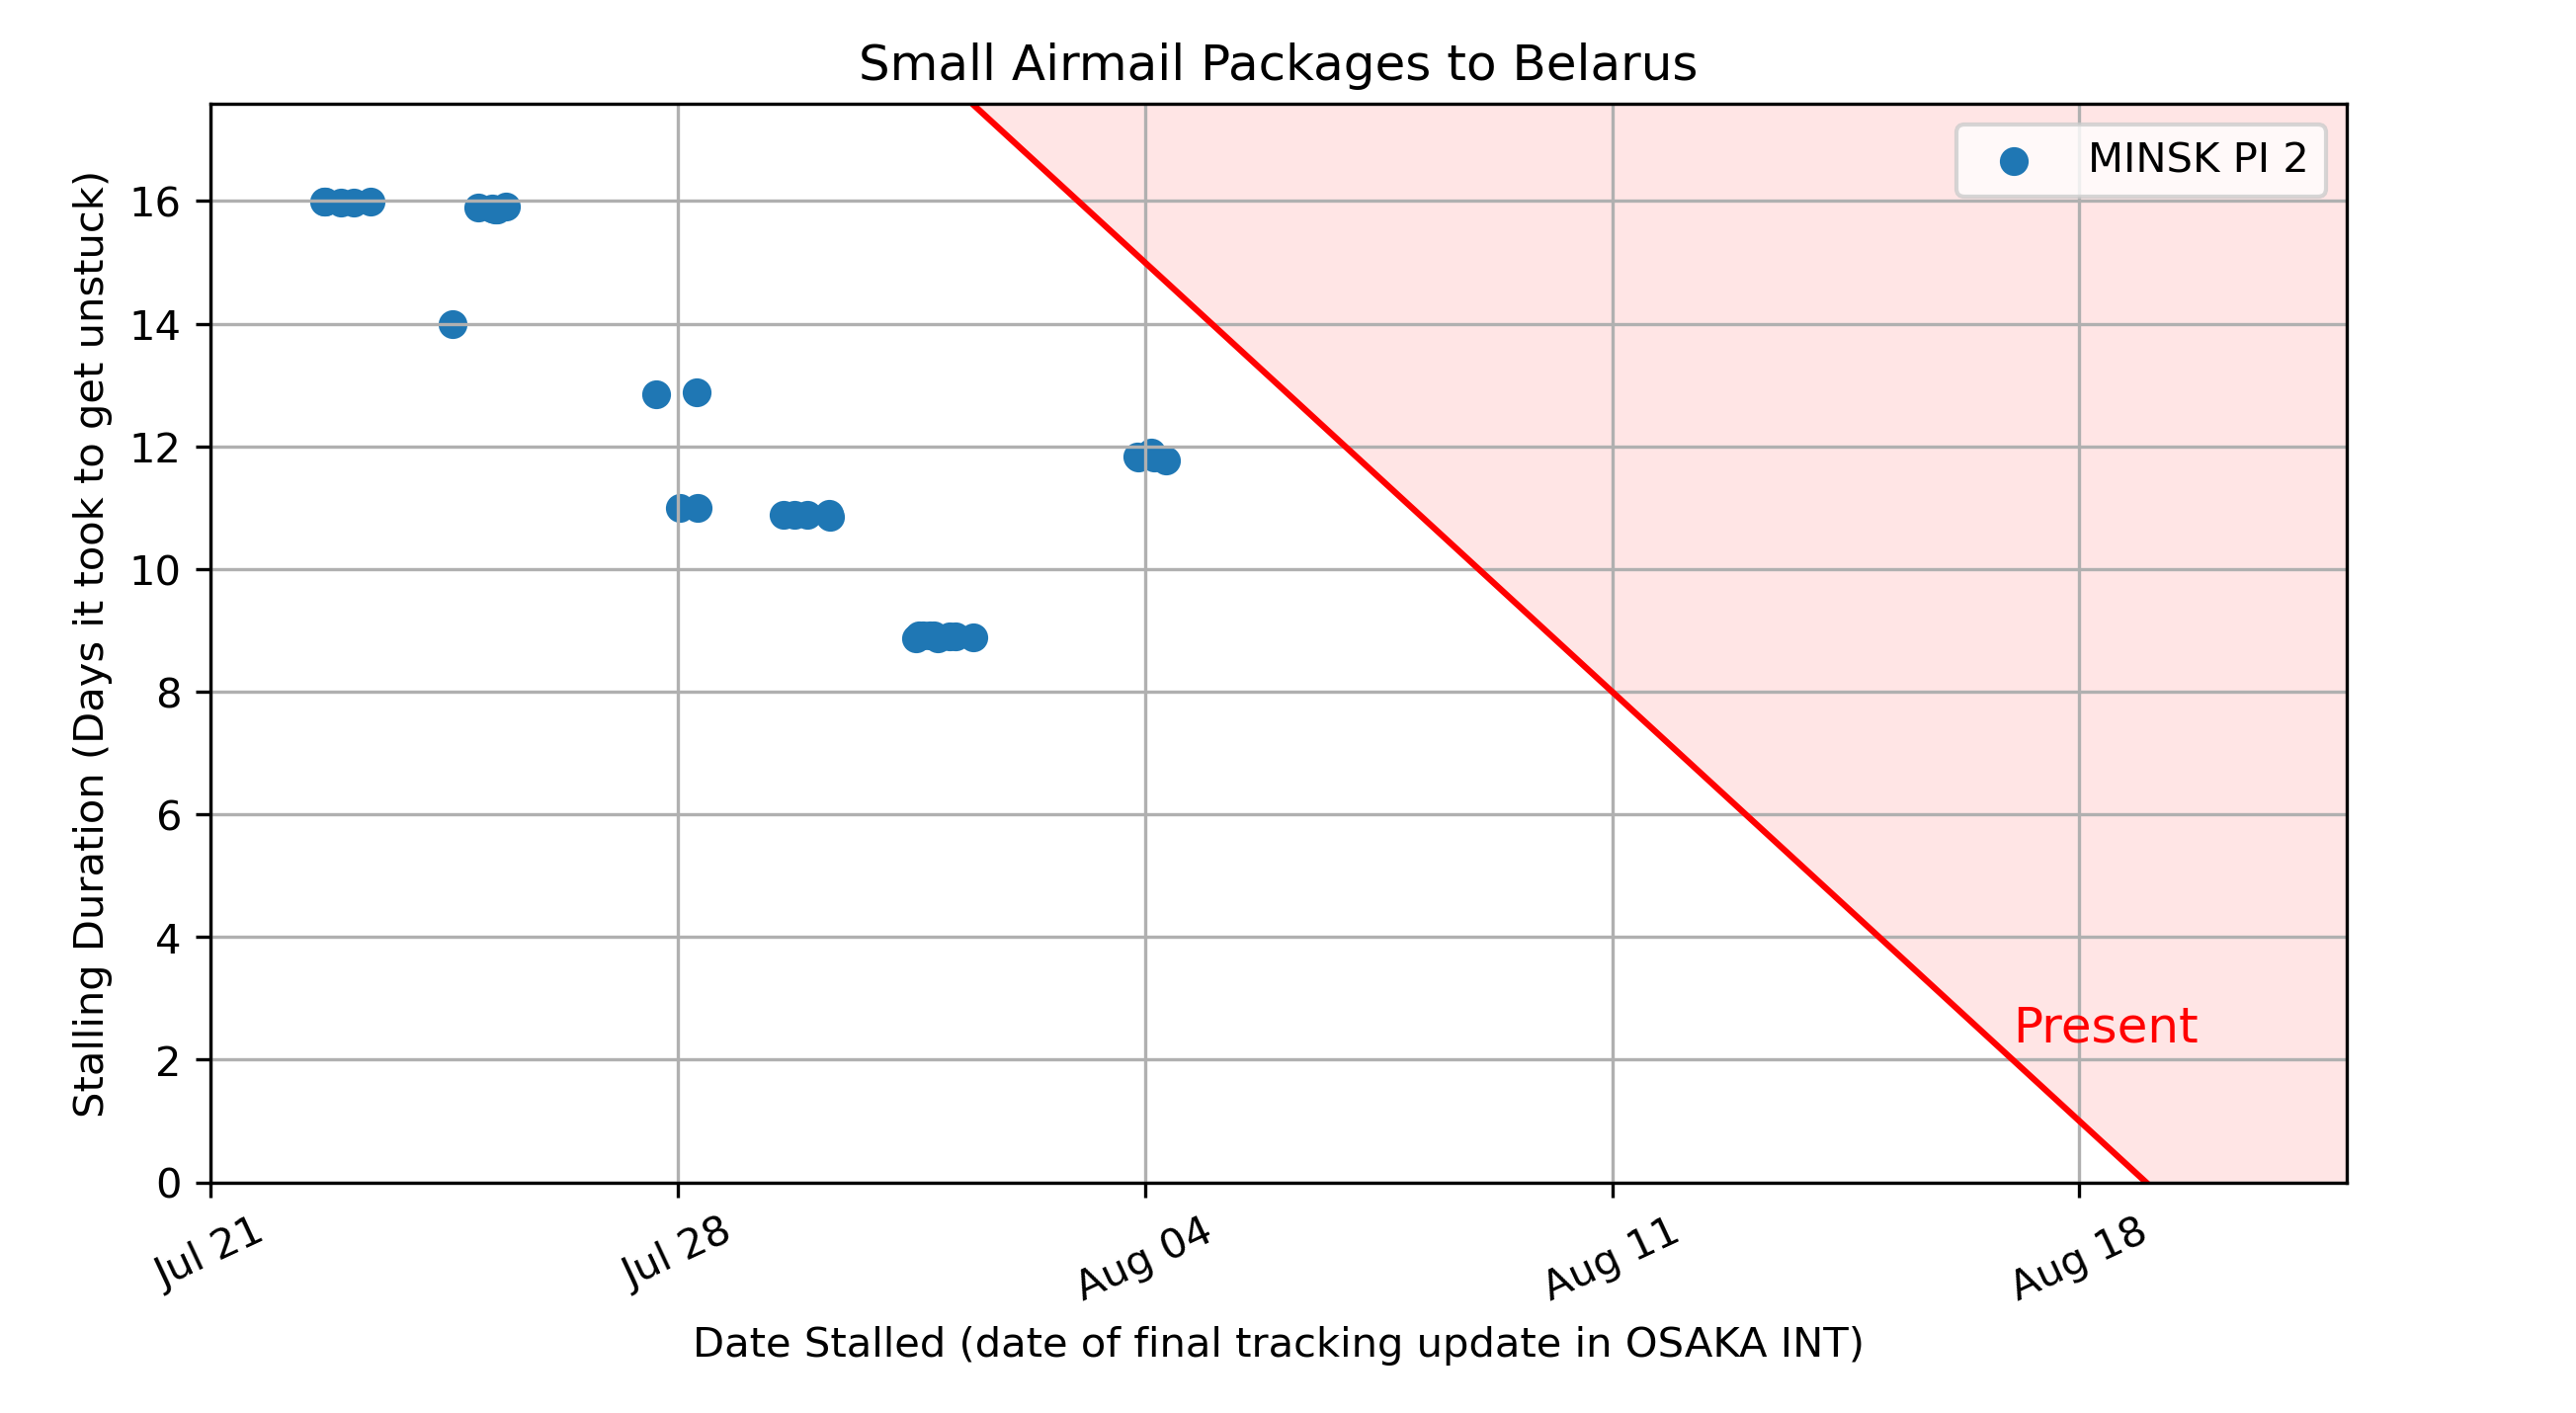 Small Airmail Packages to Belarus
MINSK PI 2
Stalling Duration (Days it took to get unstuck)
16
14
12
10
8
6
4
2
0
Present
Jul 21
Jul 28
Aug 04
Aug 11
Aug 18
Date Stalled (date of final tracking update in OSAKA INT)